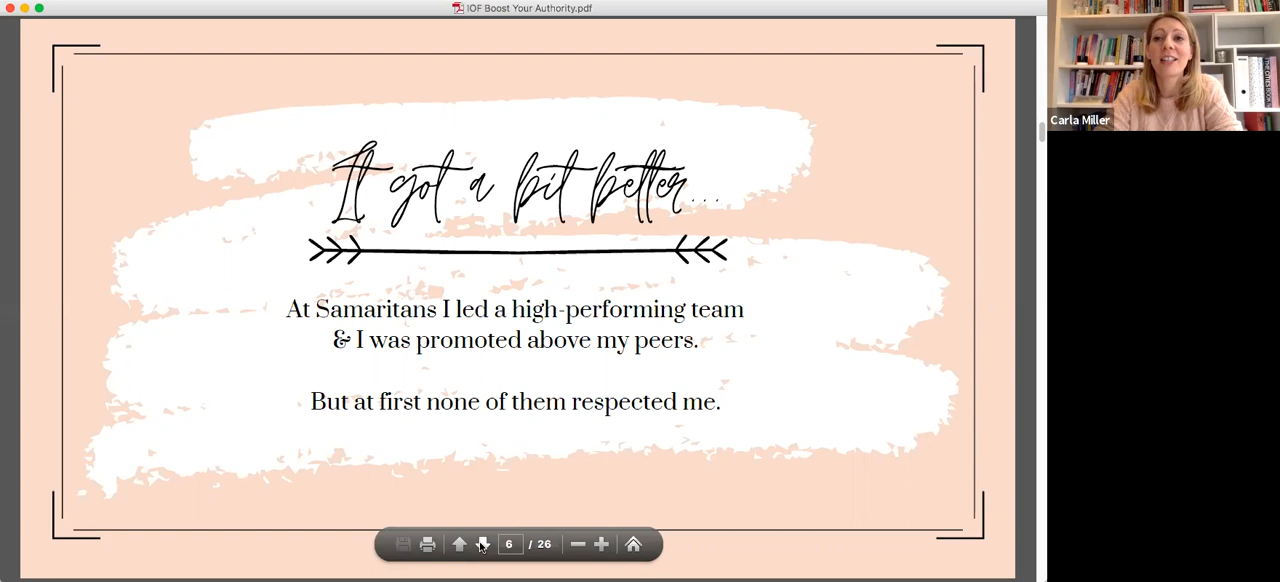 IOF Boost Your Authority.pdf
It got a bit better...
At Samaritans I led a high-performing team
& I was promoted above my peers.
But at first none of them respected me.
6 / 26
Carla Miller